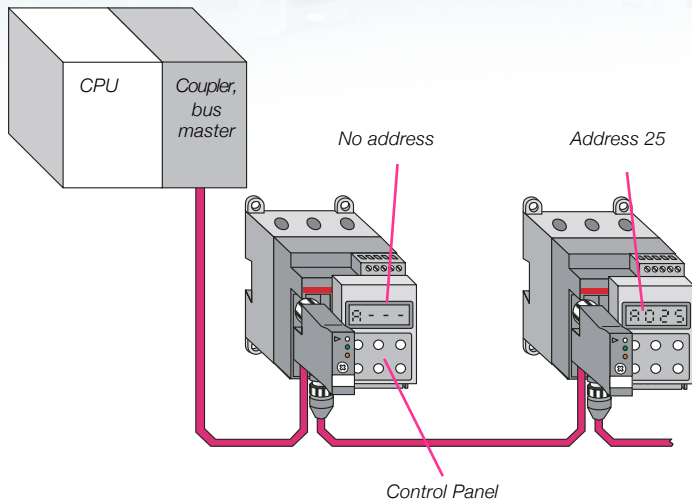 CPU
Coupler,
bus
master
No address
Address 25
A---
A025
Control Panel